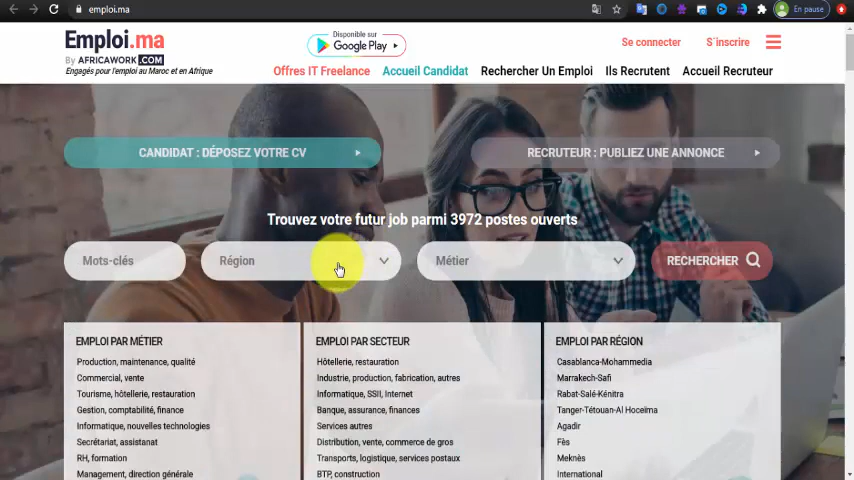 emploi.ma
En pause
Emploi.ma
By AFRICAWORK.COM
Engagés pour l'emploi au Maroc et en Afrique
Disponible sur
Google Play
Se connecter
S'inscrire
Offres IT Freelance
Accueil Candidat
Rechercher Un Emploi
Ils Recrutent
Accueil Recruteur
CANDIDAT : DÉPOSEZ VOTRE CV
RECRUTEUR : PUBLIEZ UNE ANNONCE
Trouvez votre futur job parmi 3972 postes ouverts
Mots-clés
Région
Métier
RECHERCHER
EMPLOI PAR MÉTIER
Production, maintenance, qualité
Commercial, vente
Tourisme, hôtellerie, restauration
Gestion, comptabilité, finance
Informatique, nouvelles technologies
Secrétariat, assistanat
RH, formation
Management, direction générale
EMPLOI PAR SECTEUR
Hôtellerie, restauration
Industrie, production, fabrication, autres
Informatique, SSII, Internet
Banque, assurance, finances
Services autres
Distribution, vente, commerce de gros
Transports, logistique, services postaux
BTP, construction
EMPLOI PAR RÉGION
Casablanca-Mohammedia
Marrakech-Safi
Rabat-Salé-Kénitra
Tanger-Tétouan-Al Hoceïma
Agadir
Fès
Meknès
International